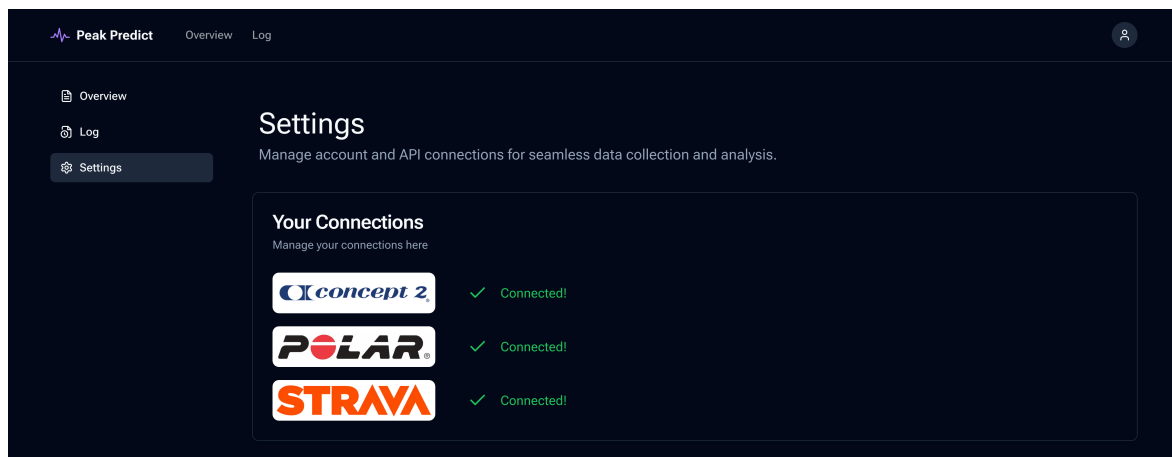 Peak Predict Overview Log
Overview
Log
Settings
Settings
Manage account and API connections for seamless data collection and analysis.
Your Connections
Manage your connections here
concept 2® Connected!
POLAR® Connected!
STRAVA Connected!